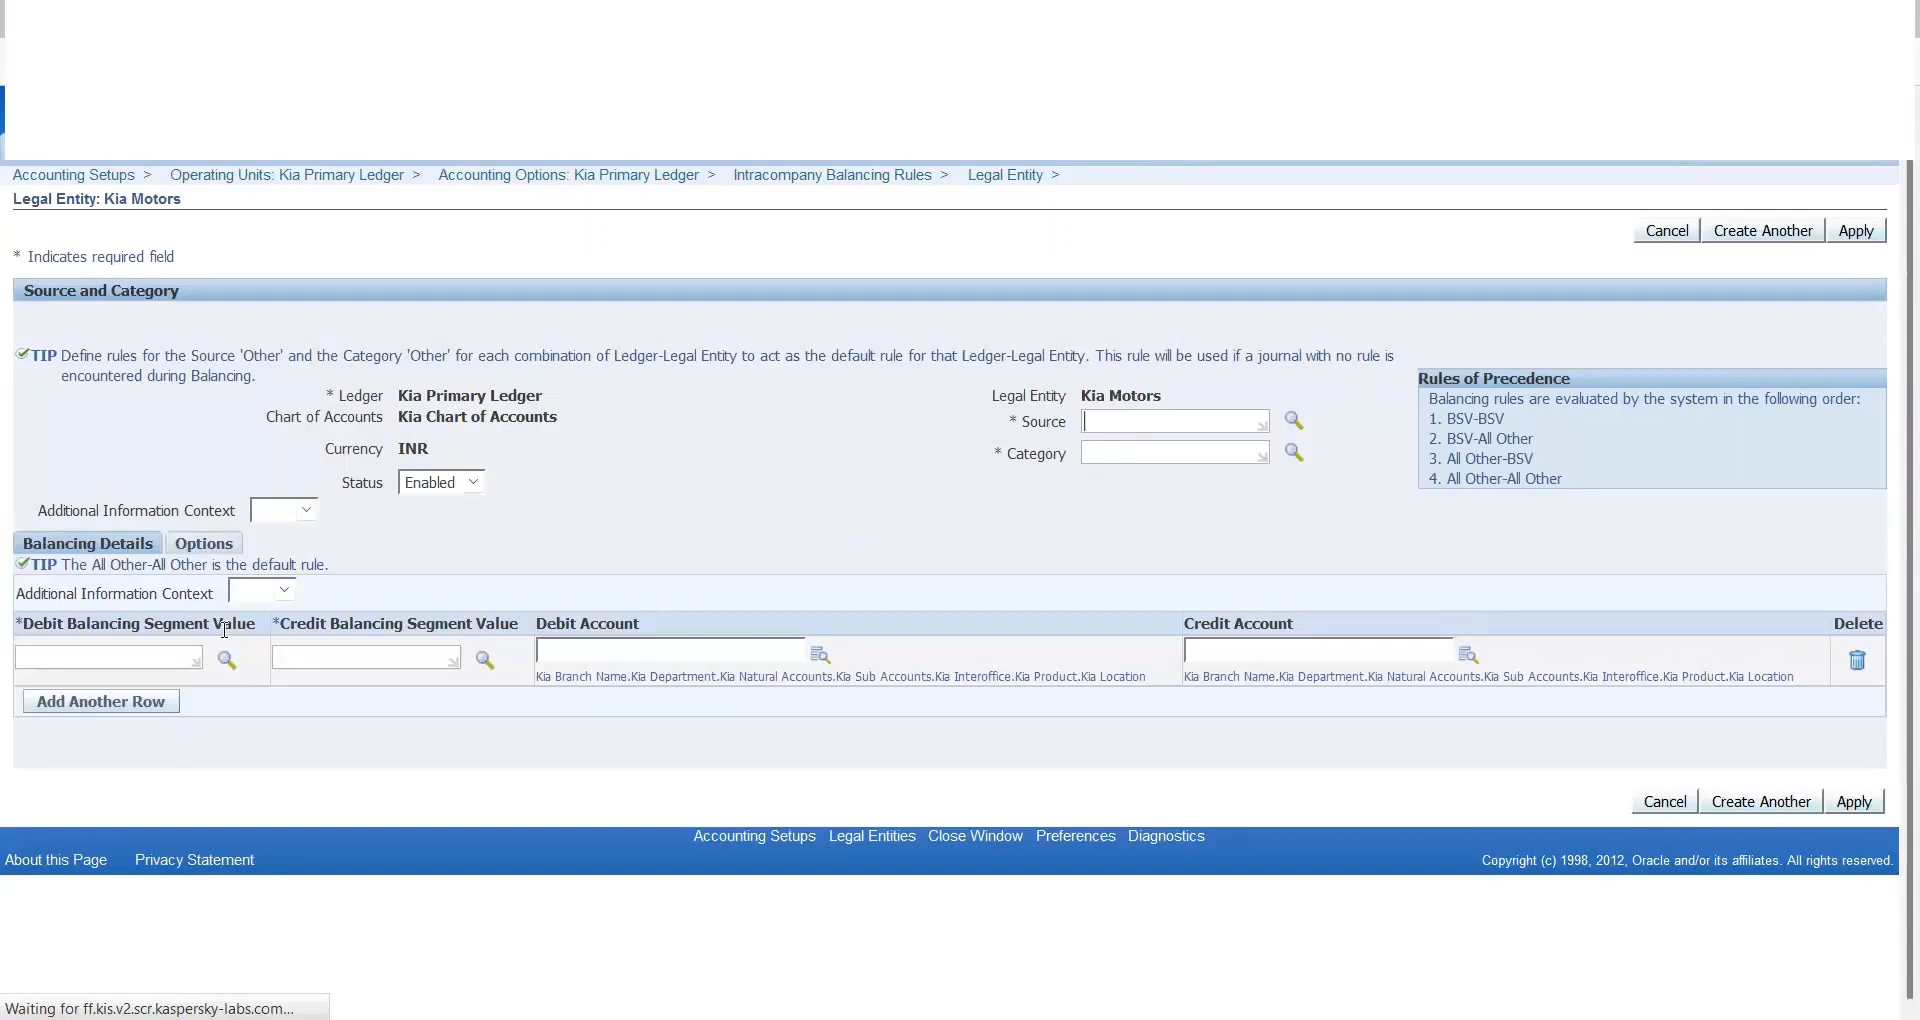 Accounting Setups > Operating Units: Kia Primary Ledger > Accounting Options: Kia Primary Ledger > Intracompany Balancing Rules > Legal Entity >
Legal Entity: Kia Motors
Cancel Create Another Apply
* Indicates required field
Source and Category
TIP Define rules for the Source 'Other' and the Category 'Other' for each combination of Ledger-Legal Entity to act as the default rule for that Ledger-Legal Entity. This rule will be used if a journal with no rule is
encountered during Balancing.
* Ledger Kia Primary Ledger
Chart of Accounts Kia Chart of Accounts
Currency INR
Status Enabled
Additional Information Context
Legal Entity Kia Motors
* Source
* Category
Rules of Precedence
Balancing rules are evaluated by the system in the following order:
1. BSV-BSV
2. BSV-All Other
3. All Other-BSV
4. All Other-All Other
Balancing Details Options
TIP The All Other-All Other is the default rule.
Additional Information Context
*Debit Balancing Segment Value *Credit Balancing Segment Value Debit Account Credit Account Delete
Kia Branch Name.Kia Department.Kia Natural Accounts.Kia Sub Accounts.Kia Interoffice.Kia Product.Kia Location Kia Branch Name.Kia Department.Kia Natural Accounts.Kia Sub Accounts.Kia Interoffice.Kia Product.Kia Location
Add Another Row
Cancel Create Another Apply
Accounting Setups Legal Entities Close Window Preferences Diagnostics
About this Page Privacy Statement Copyright (c) 1998, 2012, Oracle and/or its affiliates. All rights reserved.
Waiting for ff.kis.v2.scr.kaspersky-labs.com...